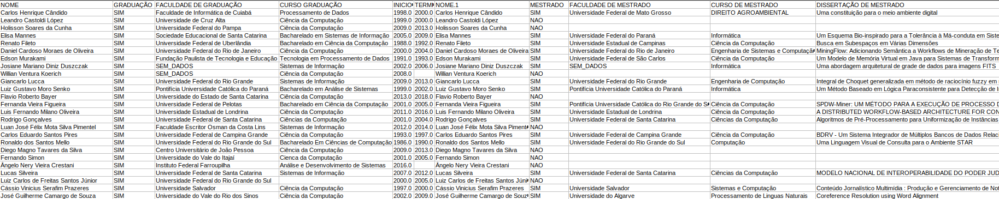 NOME GRADUAÇÃO FACULDADE DE GRADUAÇÃO CURSO GRADUAÇÃO INICIO TERMI NOME.1 MESTRADO FACULDADE DE MESTRADO CURSO DE MESTRADO DISSERTAÇÃO DE MESTRADO
Carlos Henrique Cândido SIM Faculdade de Informática de Cuiabá Processamento de Dados 1998.0 2000.0 Carlos Henrique Cândido SIM Universidade Federal de Mato Grosso DIREITO AGROAMBIENTAL Uma constituição para o meio ambiente digital
Leandro Castoldi López SIM Universidade de Cruz Alta Ciência da Computação 1999.0 2000.0 Leandro Castoldi López NAO
Holisson Soares da Cunha SIM Universidade Federal do Pampa Ciência da Computação 2009.0 2013.0 Holisson Soares da Cunha NAO
Elisa Mannes SIM Sociedade Educacional de Santa Catarina Bacharelado em Sistemas de Informação 2005.0 2009.0 Elisa Mannes SIM Universidade Federal do Paraná Informática Um Esquema Bio-inspirado para a Tolerância à Má-conduta em Siste
Renato Fileto SIM Universidade Federal de Uberlândia Bacharelado em Ciência da Computação 1988.0 1992.0 Renato Fileto SIM Universidade Estadual de Campinas Ciência da Computação Busca em Subespaços em Várias Dimensões
Daniel Cardoso Moraes de Oliveira SIM Universidade Federal do Rio de Janeiro Ciência da Computação 2000.0 2004.0 Daniel Cardoso Moraes de Oliveira SIM Universidade Federal do Rio de Janeiro Engenharia de Sistemas e Computaçã MiningFlow: Adicionando Semântica a Workflows de Mineração de Te
Edson Murakami SIM Fundação Paulista de Tecnologia e Educação Tecnologia em Processamento de Dados 1991.0 1993.0 Edson Murakami SIM Universidade Federal de São Carlos Ciência da Computação Um Modelo de Memória Virtual em Java para Sistemas de Transform
Josiane Mariano Diniz Duszczak SIM SEM_DADOS Sistemas de Informação 2002.0 2006.0 Josiane Mariano Diniz Duszczak SIM SEM_DADOS Informática Uma abordagem arquitetural de grade de dados para imagens FITS
Willian Ventura Koerich SIM SEM_DADOS Ciência da Computação 2008.0 Willian Ventura Koerich NAO
Giancarlo Lucca SIM Universidade Federal do Rio Grande Sistemas de Informação 2009.0 2013.0 Giancarlo Lucca SIM Universidade Federal do Rio Grande Engenharia de Computação Integral de Choquet generalizada em método de raciocínio fuzzy em
Luiz Gustavo Moro Senko SIM Pontifícia Universidade Católica do Paraná Bacharelado em Análise de Sistemas 1999.0 2002.0 Luiz Gustavo Moro Senko SIM Pontifícia Universidade Católica do Paraná Informática Um Método Baseado em Lógica Paraconsistente para Detecção de I
Flavio Roberto Bayer SIM Universidade do Estado de Santa Catarina Ciência da Computação 2013.0 2018.0 Flavio Roberto Bayer NAO
Fernanda Vieira Figueira SIM Universidade Federal de Pelotas Bacharelado em Ciência da Computação 2001.0 2005.0 Fernanda Vieira Figueira SIM Pontifícia Universidade Católica do Rio Grande do S Ciência da Computação SPDW-Miner: UM MÉTODO PARA A EXECUÇÃO DE PROCESSO D
Luis Fernando Milano Oliveira SIM Universidade Estadual de Londrina Ciência da Computação 2011.0 2016.0 Luis Fernando Milano Oliveira SIM Universidade Estadual de Londrina Ciência da Computação A DISTRIBUTED WORKFLOW-BASED ARCHITECTURE FOR CON
Rodrigo Gonçalves SIM Universidade Federal de Santa Catarina Ciências da Computação 2001.0 2004.0 Rodrigo Gonçalves SIM Universidade Federal de Santa Catarina Ciências da Computação Algoritmos de Pré-Processamento para Uniformização de Instâncias
Luan José Félix Mota Silva Pimentel SIM Faculdade Escritor Osman da Costa Lins Sistemas de Informação 2012.0 2014.0 Luan José Félix Mota Silva Piment NAO
Carlos Eduardo Santos Pires SIM Universidade Federal de Campina Grande Ciência da Computação 1993.0 1997.0 Carlos Eduardo Santos Pires SIM Universidade Federal de Campina Grande Ciência da Computação BDRV - Um Sistema Integrador de Múltiplos Bancos de Dados Relaci
Ronaldo dos Santos Mello SIM Universidade Federal do Rio Grande do Sul Bacharelado Em Ciências de Computação 1986.0 1990.0 Ronaldo dos Santos Mello SIM Universidade Federal do Rio Grande do Sul Computação Uma Linguagem Visual de Consulta para o Ambiente STAR
Diego Magno Tavares da Silva SIM Centro Universitário de João Pessoa Ciência da Computação 2009.0 2013.0 Diego Magno Tavares da Silva NAO
Fernando Simon SIM Universidade do Vale do Itajaí Cienca da Computação 2001.0 2005.0 Fernando Simon NAO
Ângelo Nery Vieira Crestani SIM Instituto Federal Farroupilha Análise e Desenvolvimento de Sistemas 2016.0 Ângelo Nery Vieira Crestani NAO
Lucas Silveira SIM Universidade Federal de Santa Catarina Sistemas de Informação 2007.0 2012.0 Lucas Silveira SIM Universidade Federal de Santa Catarina Ciências da Computação MODELO NACIONAL DE INTEROPERABILIDADE DO PODER JUD
Luiz Carlos de Freitas Santos Júnior SIM Universidade Federal do Rio Grande do Sul 2000.0 2005.0 Luiz Carlos de Freitas Santos Júni NAO
Cássio Vinicius Serafim Prazeres SIM Universidade Salvador Ciência da Computação 1997.0 2000.0 Cássio Vinicius Serafim Prazeres SIM Universidade Salvador Sistemas e Computação Conteúdo Jornalístico Multimídia : Produção e Gerenciamento de Not
José Guilherme Camargo de Souza SIM Universidade do Vale do Rio dos Sinos Ciência da Computação 2002.0 2009.0 José Guilherme Camargo de Souz SIM Universidade do Algarve Processamento de Linguas Naturais Coreference Resolution using Word Alignment